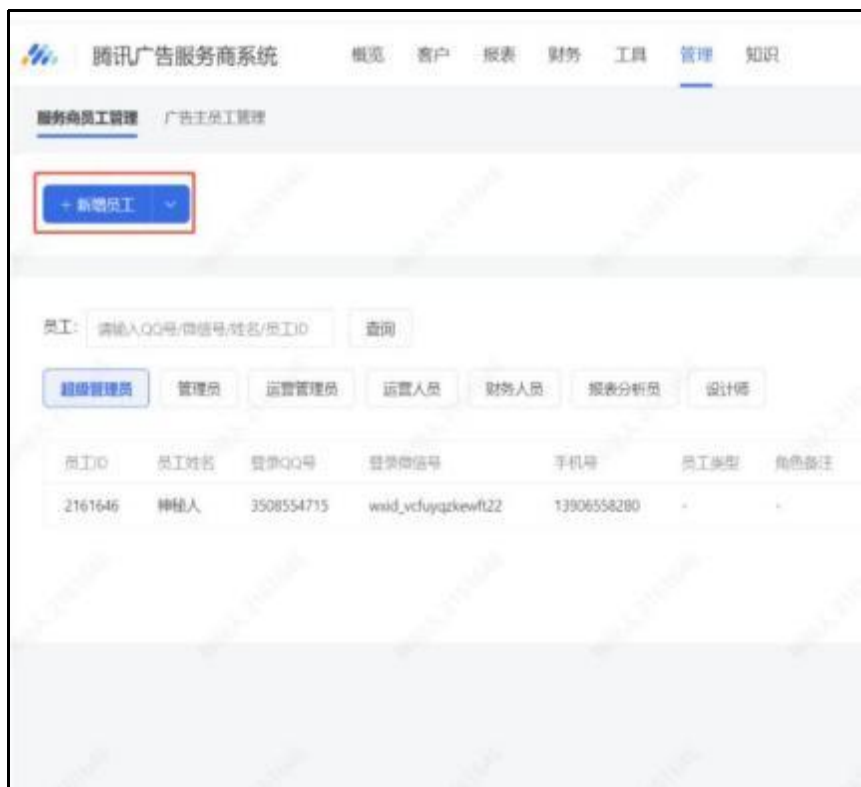 腾讯广告服务商系统 概览 客户 报表 财务 工具 管理 知识
服务商员工管理 广告主员工管理
+ 新增员工
员工: 请输入QQ号/微信号/姓名/员工ID 查询
超级管理员 管理员 运营管理员 运营人员 财务人员 报表分析员 设计师
员工ID 员工姓名 登录QQ号 登录微信号 手机号 员工类型 角色备注
2161646 神秘人 3508554715 wxid_vcfuyqzkewft22 13906558280 - -